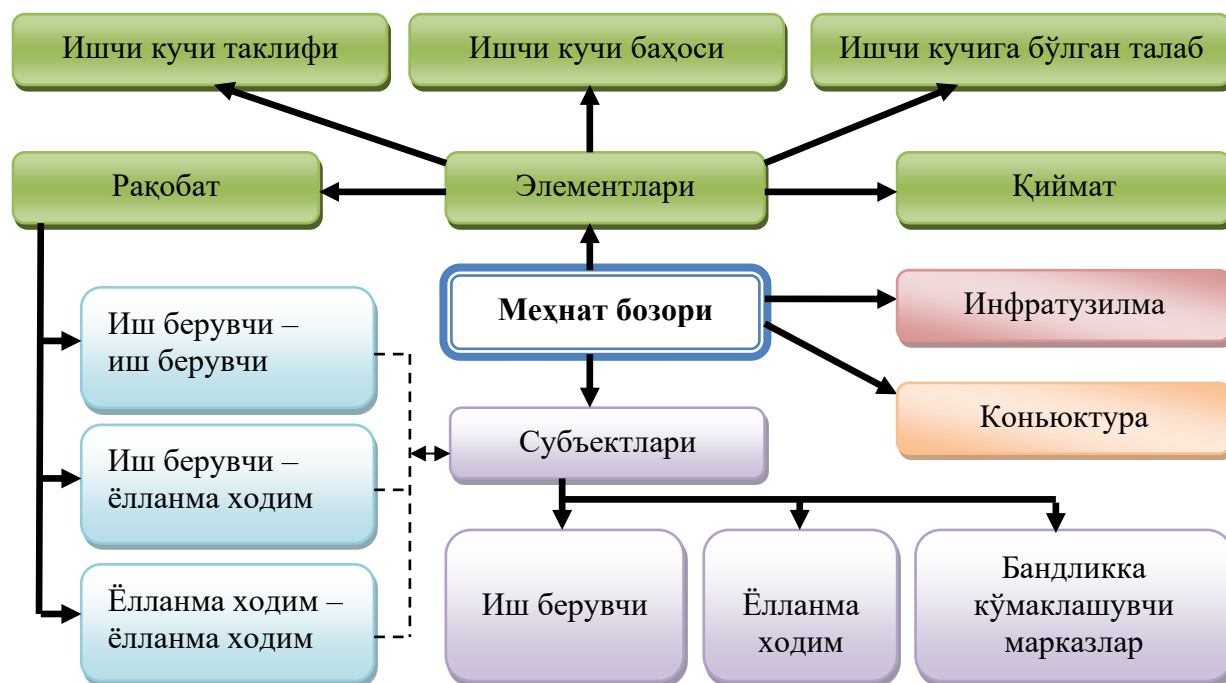 Ишчи кучи таклифи
Ишчи кучи баҳоси
Ишчи кучига бўлган талаб
Рақобат
Элементлари
Қиймат
Меҳнат бозори
Инфратузилма
Иш берувчи –
иш берувчи
Коньюктура
Субъектлари
Иш берувчи –
ёлланма ходим
Ёлланма ходим –
ёлланма ходим
Иш берувчи
Ёлланма
ходим
Бандликка
кўмаклашувчи
марказлар